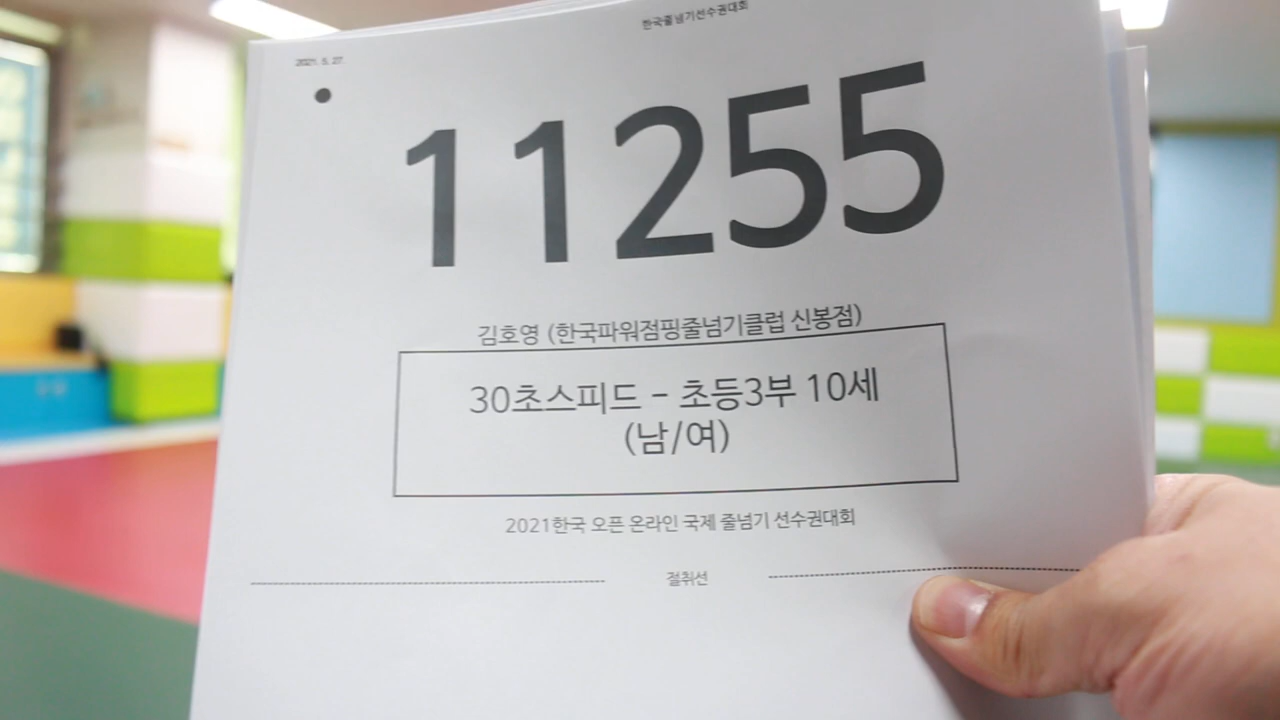 한국줄넘기선수권대회
2021. 5. 27.
11255
김호영 (한국파워점핑줄넘기클럽 신봉점)
30초스피드 - 초등3부 10세
(남/여)
2021한국 오픈 온라인 국제 줄넘기 선수권대회
절취선